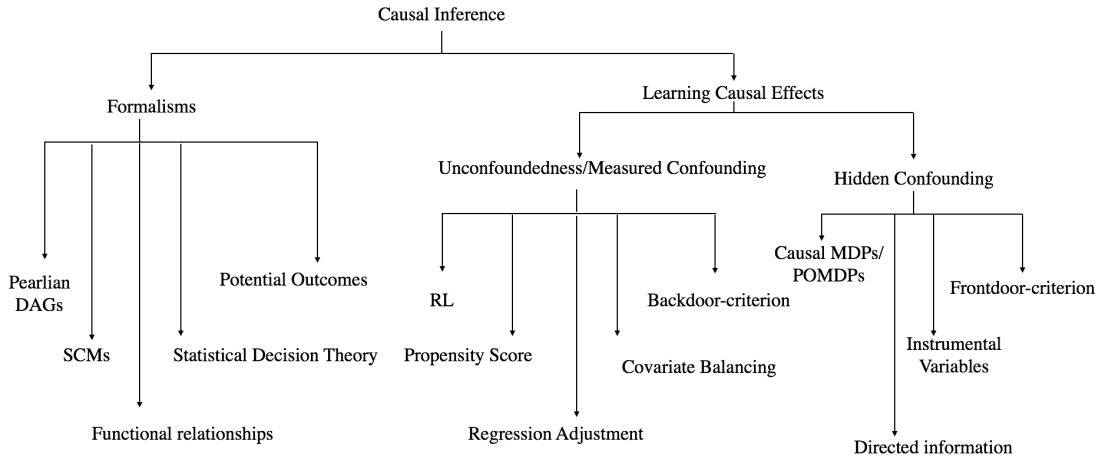 Causal Inference
Formalisms
Learning Causal Effects
Unconfoundedness/Measured Confounding
Hidden Confounding
Pearlian
DAGs
SCMs
Functional relationships
Statistical Decision Theory
Potential Outcomes
RL
Propensity Score
Regression Adjustment
Covariate Balancing
Backdoor-criterion
Causal MDPs/
POMDPs
Directed information
Instrumental
Variables
Frontdoor-criterion